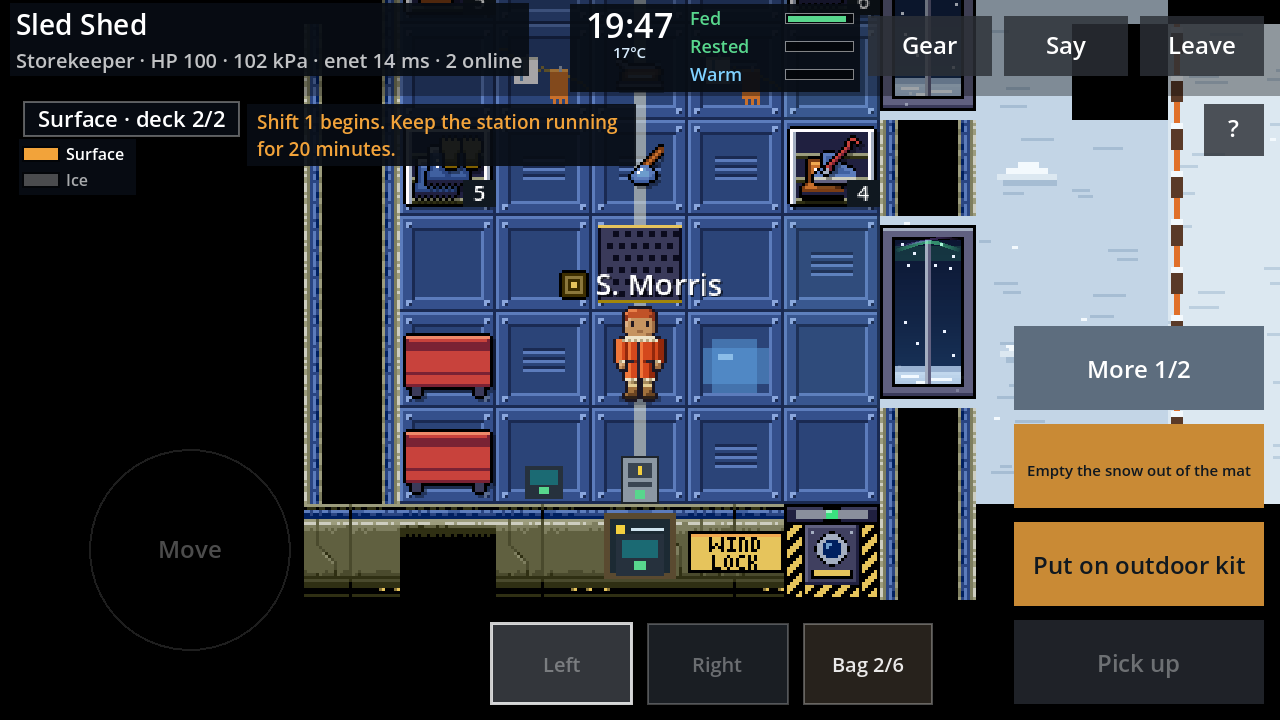 Sled Shed
Storekeeper · HP 100 · 102 kPa · enet 14 ms · 2 online
19:47
17°C
Fed
Rested
Warm
Gear
Say
Leave
Surface · deck 2/2
Surface
Ice
Shift 1 begins. Keep the station running
for 20 minutes.
?
5
4
S. Morris
More 1/2
Empty the snow out of the mat
Put on outdoor kit
Pick up
WIND
LOCK
Move
Left
Right
Bag 2/6